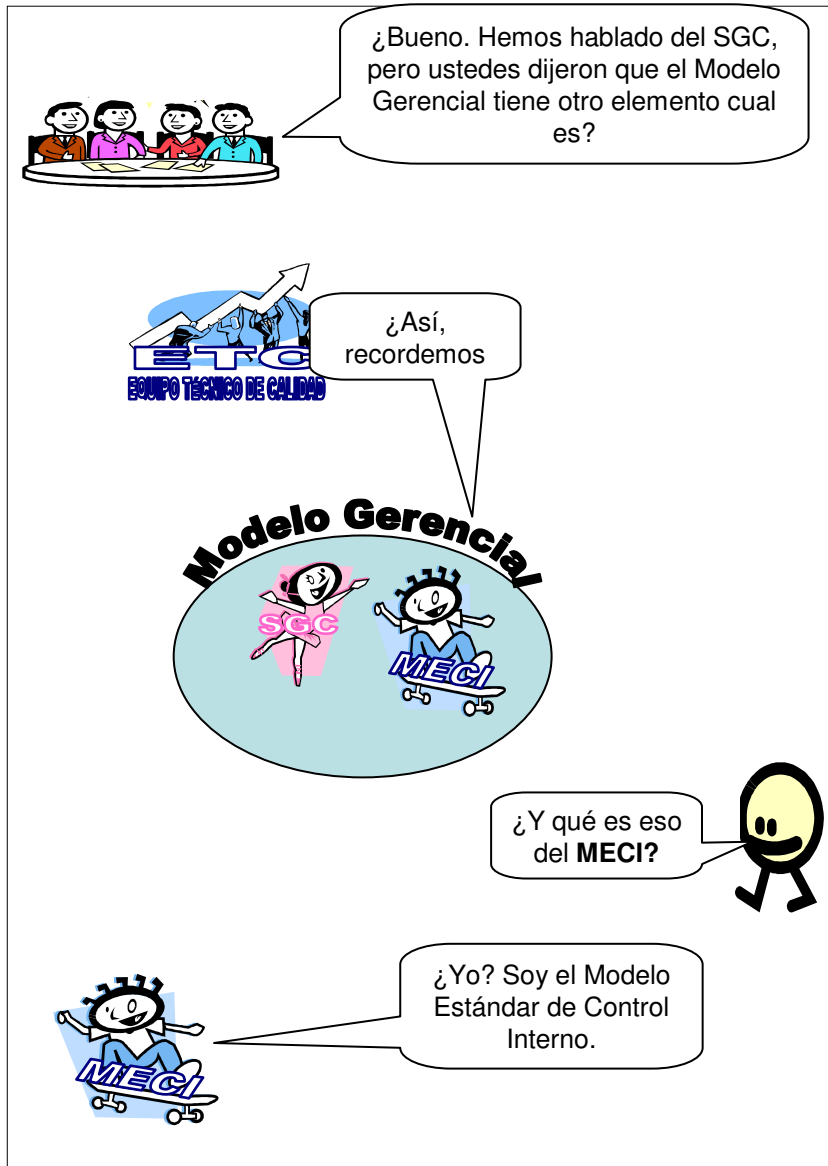 ¿Bueno. Hemos hablado del SGC,
pero ustedes dijeron que el Modelo
Gerencial tiene otro elemento cual
es?
¿Así,
recordemos
ETC
EQUIPO TÉCNICO DE CALIDAD
Modelo Gerencial
SGC
MECI
¿Y qué es eso
del MECI?
¿Yo? Soy el Modelo
Estándar de Control
Interno.
MECI